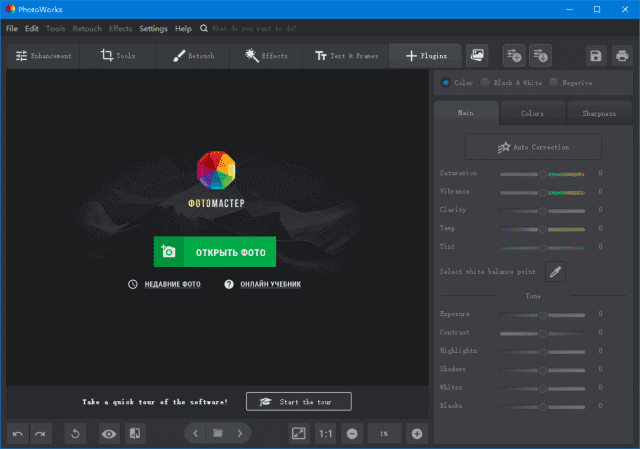 PhotoWorks
File Edit Tools Retouch Effects Settings Help What do you want to do?
Enhancement Tools Retouch Effects Text & Frames Plugins
Color Black & White Negative
Main Colors Sharpness
Auto Correction
Saturation 0
Vibrance 0
Clarity 0
Temp 0
Tint 0
Select white balance point
Tone
Exposure 0
Contrast 0
Highlights 0
Shadows 0
Whites 0
Blacks 0
ФОТОМАСТЕР
ОТКРЫТЬ ФОТО
НЕДАВНИЕ ФОТО ОНЛАЙН УЧЕБНИК
Take a quick tour of the software! Start the tour
1:1 1%